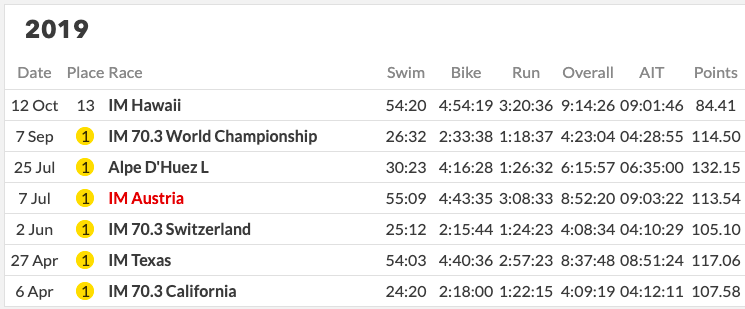 2019
Date Place Race Swim Bike Run Overall AIT Points
12 Oct 13 IM Hawaii 54:20 4:54:19 3:20:36 9:14:26 09:01:46 84.41
7 Sep 1 IM 70.3 World Championship 26:32 2:33:38 1:18:37 4:23:04 04:28:55 114.50
25 Jul 1 Alpe D'Huez L 30:23 4:16:28 1:26:32 6:15:57 06:35:00 132.15
7 Jul 1 IM Austria 55:09 4:43:35 3:08:33 8:52:20 09:03:22 113.54
2 Jun 1 IM 70.3 Switzerland 25:12 2:15:44 1:24:23 4:08:34 04:10:29 105.10
27 Apr 1 IM Texas 54:03 4:40:36 2:57:23 8:37:48 08:51:24 117.06
6 Apr 1 IM 70.3 California 24:20 2:18:00 1:22:15 4:09:19 04:12:11 107.58